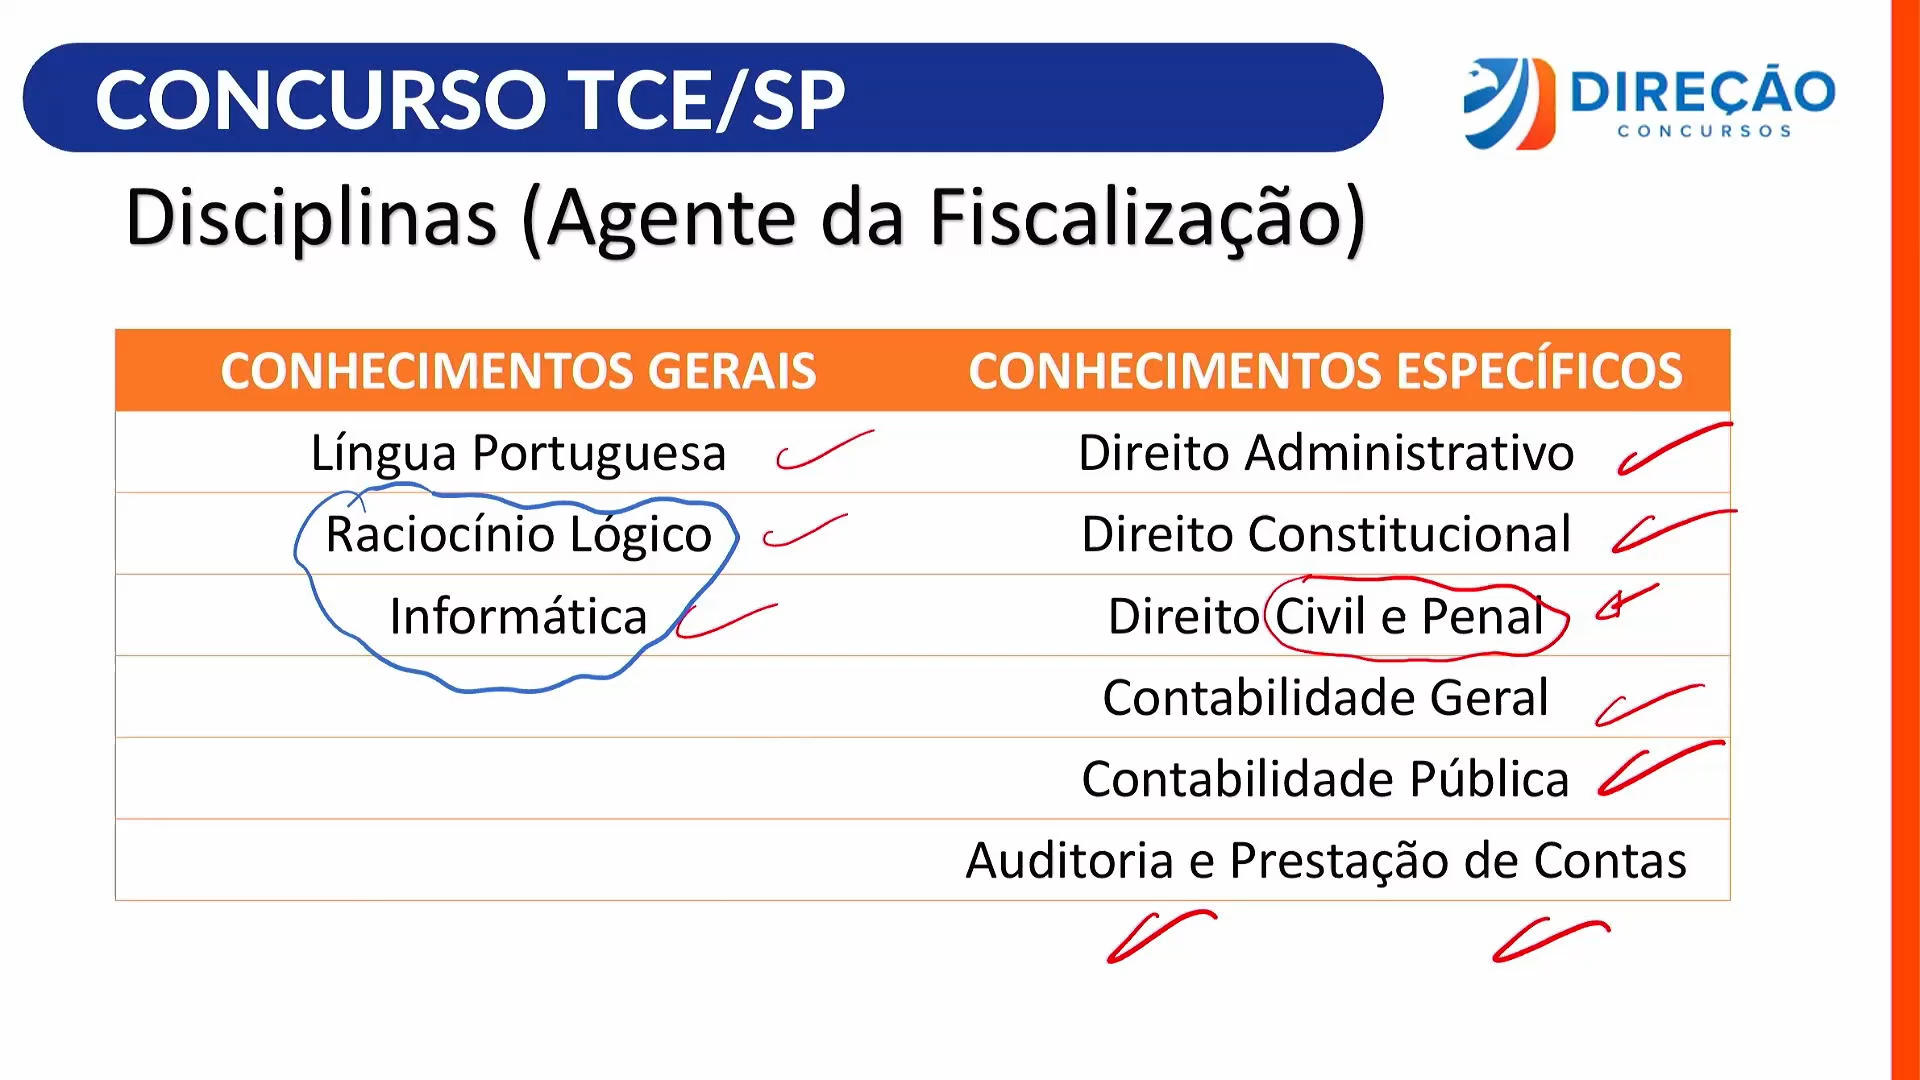 CONCURSO TCE/SP
DIREÇÃO
CONCURSOS
Disciplinas (Agente da Fiscalização)
CONHECIMENTOS GERAIS CONHECIMENTOS ESPECÍFICOS
Língua Portuguesa Direito Administrativo
Raciocínio Lógico Direito Constitucional
Informática Direito Civil e Penal
Contabilidade Geral
Contabilidade Pública
Auditoria e Prestação de Contas